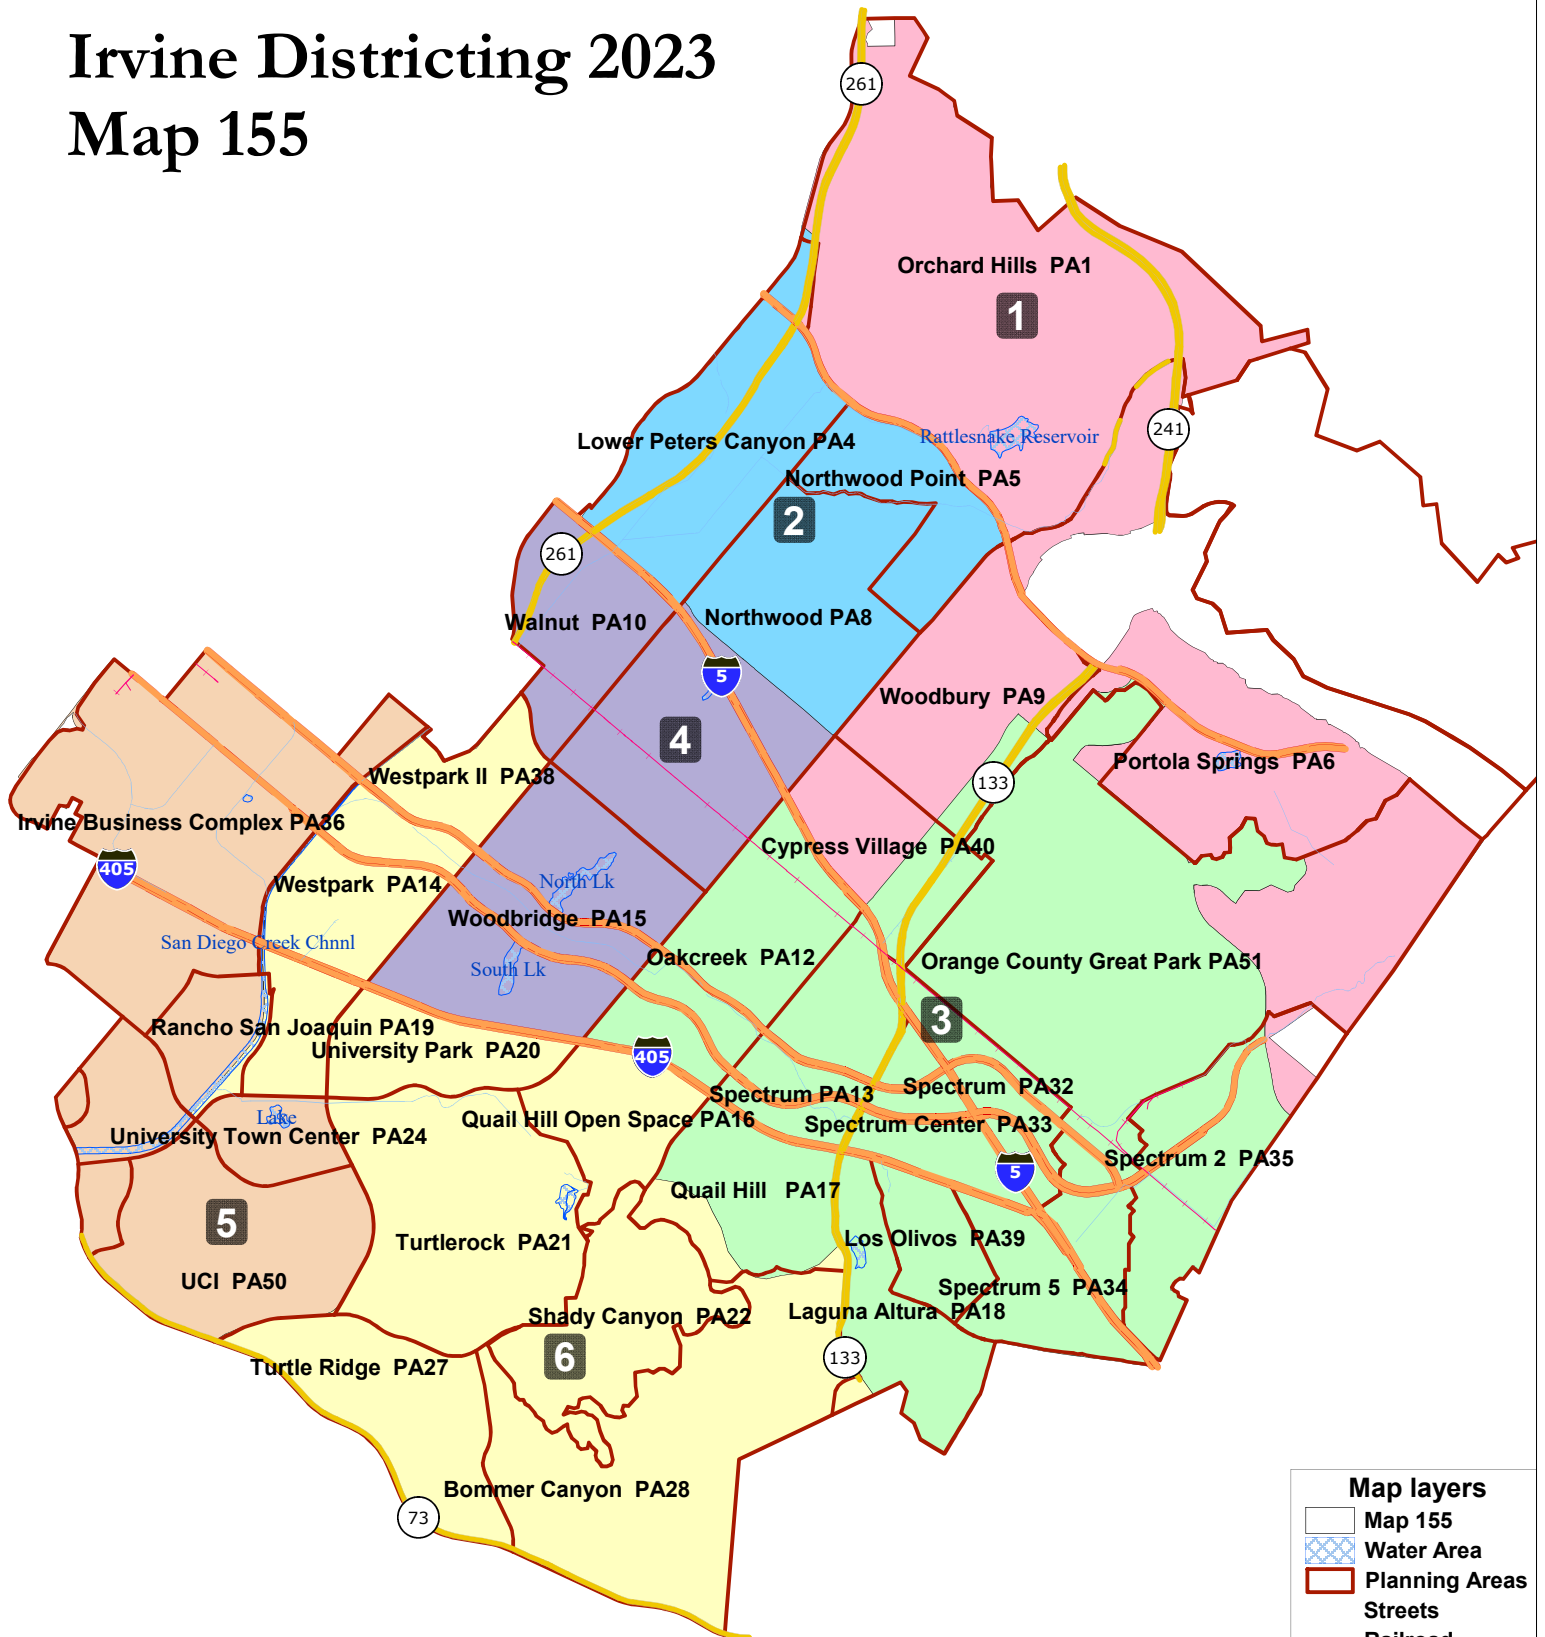 Irvine Districting 2023
Map 155
261
Orchard Hills PA1
1
241
Rattlesnake Reservoir
Lower Peters Canyon PA4
Northwood Point PA5
2
261
Walnut PA10
Northwood PA8
5
Woodbury PA9
4
Portola Springs PA6
Westpark II PA38
133
Irvine Business Complex PA36
Cypress Village PA40
405
Westpark PA14
North Lk
Woodbridge PA15
San Diego Creek Chnnl
Oakcreek PA12
Orange County Great Park PA51
South Lk
3
Rancho San Joaquin PA19
University Park PA20
405
Spectrum PA13
Spectrum PA32
Lake
Quail Hill Open Space PA16
Spectrum Center PA33
University Town Center PA24
Spectrum 2 PA35
5
Quail Hill PA17
5
Turtlerock PA21
Los Olivos PA39
UCI PA50
Spectrum 5 PA34
Shady Canyon PA22
Laguna Altura PA18
6
133
Turtle Ridge PA27
Bommer Canyon PA28
73
Map layers
Map 155
Water Area
Planning Areas
Streets
Railroad